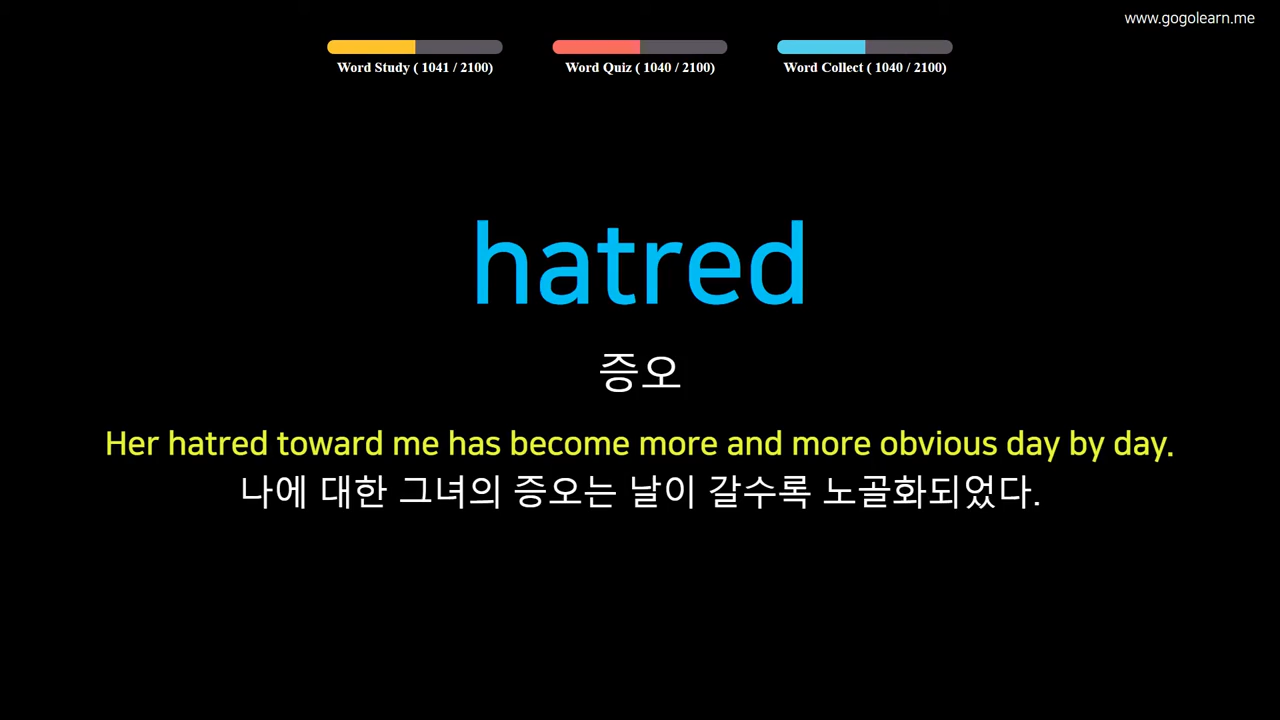 www.gogolearn.me
Word Study ( 1041 / 2100)
Word Quiz ( 1040 / 2100)
Word Collect ( 1040 / 2100)
hatred
증오
Her hatred toward me has become more and more obvious day by day.
나에 대한 그녀의 증오는 날이 갈수록 노골화되었다.